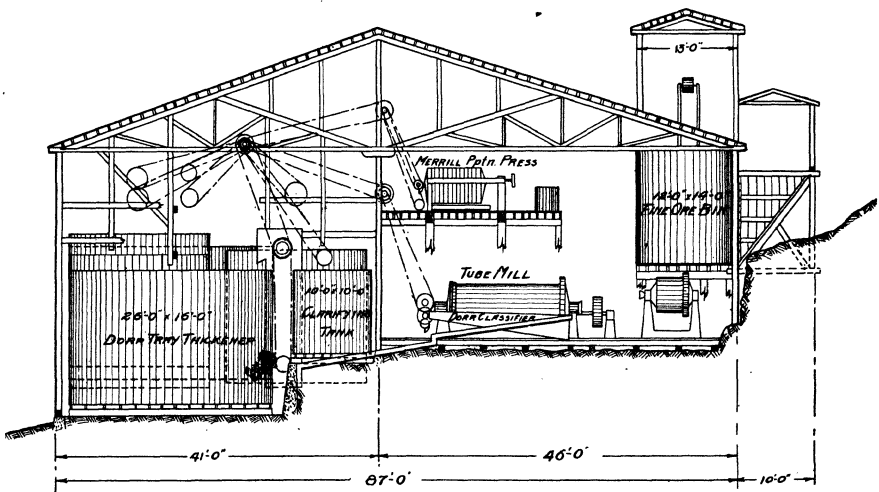 15'-0"
MERRILL Pptn. PRESS
12'-0" x 14'-0"
FINE ORE BIN
TUBE MILL
DORR CLASSIFIER
10'-0" 10'-0"
CLARIFYING
TANK
26'-0" x 16'-0"
DORR TRAY THICKENER
41'-0"
46'-0"
87'-0"
10'-0"